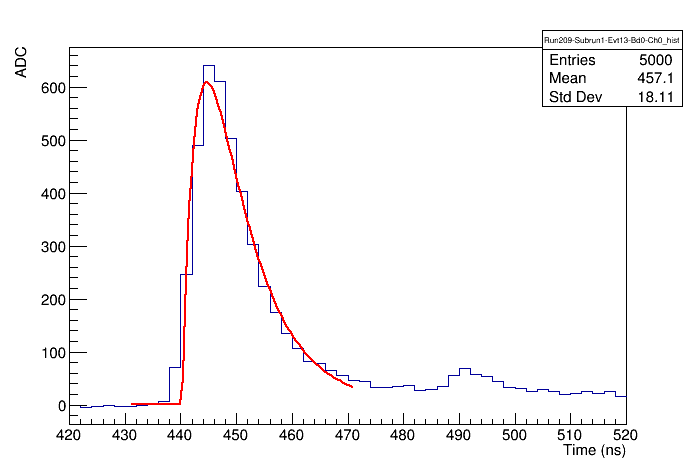 Run209-Subrun1-Evt13-Bd0-Ch0_hist
Entries 5000
Mean 457.1
Std Dev 18.11
ADC
600
500
400
300
200
100
0
420 430 440 450 460 470 480 490 500 510 520
Time (ns)